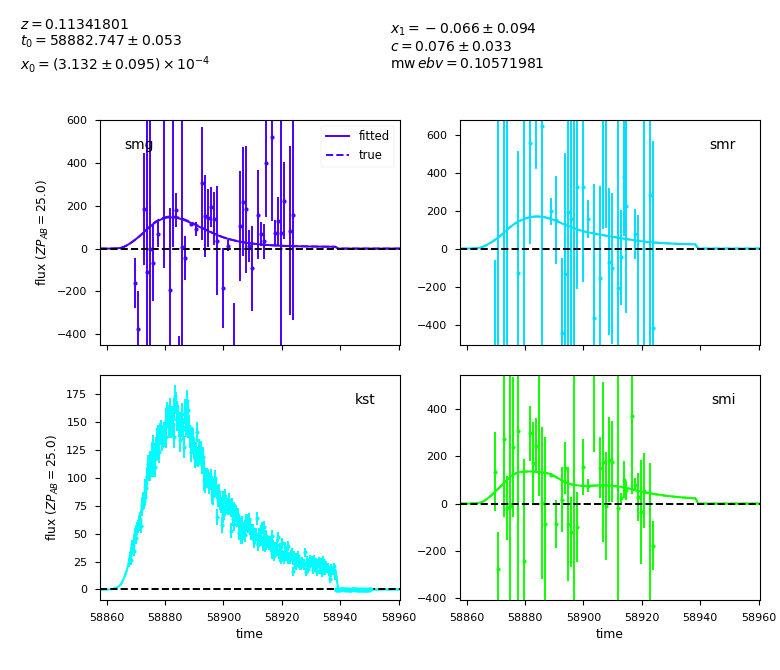 z = 0.11341801
t₀ = 58882.747 ± 0.053
x₀ = (3.132 ± 0.095) × 10⁻⁴
x₁ = −0.066 ± 0.094
c = 0.076 ± 0.033
mw ebv = 0.10571981
smg
fitted
true
600
400
200
0
−200
−400
flux (ZP_AB = 25.0)
smr
600
400
200
0
−200
−400
kst
175
150
125
100
75
50
25
0
flux (ZP_AB = 25.0)
58860 58880 58900 58920 58940 58960
time
smi
400
200
0
−200
−400
58860 58880 58900 58920 58940 58960
time